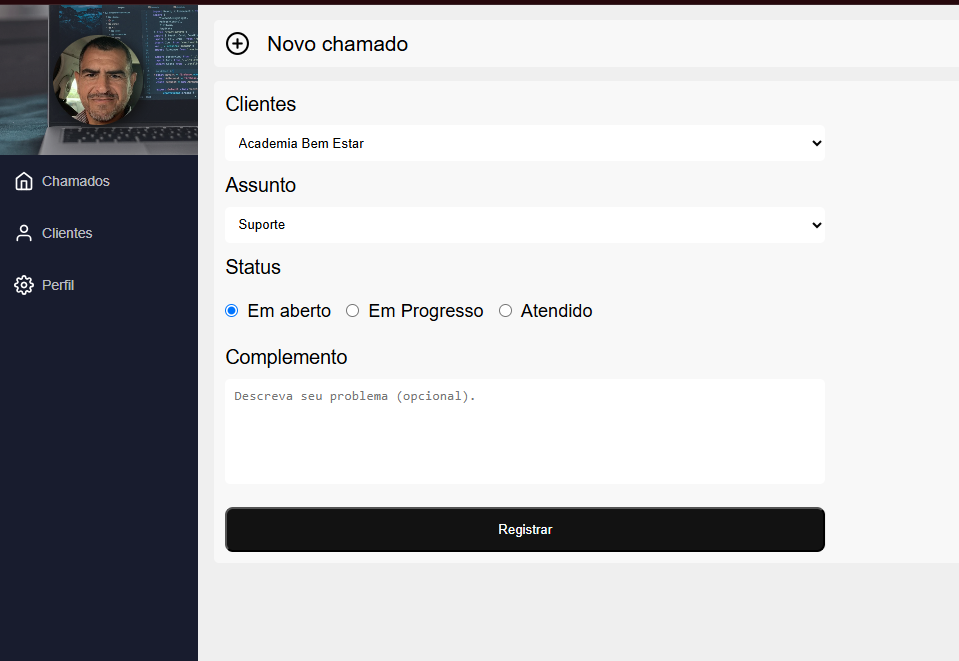 Novo chamado
Chamados
Clientes
Perfil
Clientes
Academia Bem Estar
Assunto
Suporte
Status
Em aberto Em Progresso Atendido
Complemento
Descreva seu problema (opcional).
Registrar